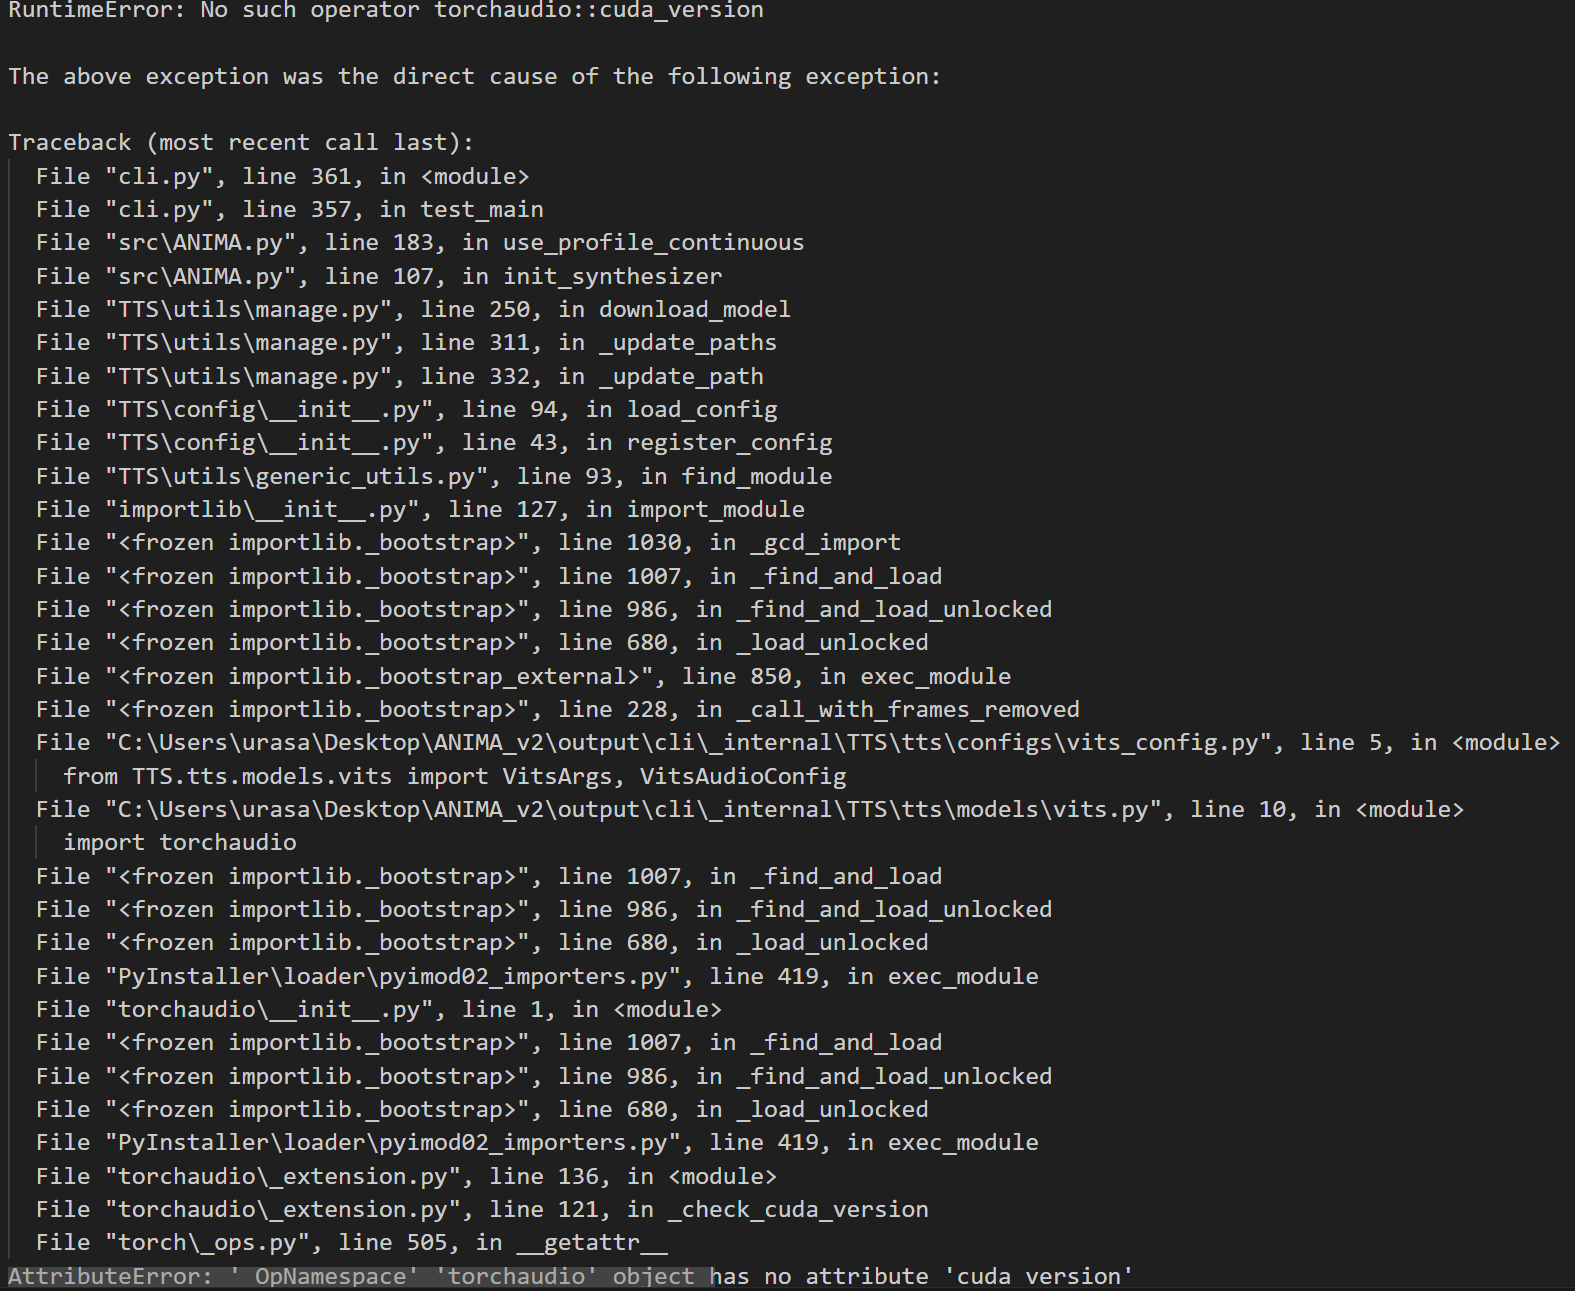 RuntimeError: No such operator torchaudio::cuda_version
The above exception was the direct cause of the following exception:
Traceback (most recent call last):
File "cli.py", line 361, in <module>
File "cli.py", line 357, in test_main
File "src\ANIMA.py", line 183, in use_profile_continuous
File "src\ANIMA.py", line 107, in init_synthesizer
File "TTS\utils\manage.py", line 250, in download_model
File "TTS\utils\manage.py", line 311, in _update_paths
File "TTS\utils\manage.py", line 332, in _update_path
File "TTS\config\__init__.py", line 94, in load_config
File "TTS\config\__init__.py", line 43, in register_config
File "TTS\utils\generic_utils.py", line 93, in find_module
File "importlib\__init__.py", line 127, in import_module
File "<frozen importlib._bootstrap>", line 1030, in _gcd_import
File "<frozen importlib._bootstrap>", line 1007, in _find_and_load
File "<frozen importlib._bootstrap>", line 986, in _find_and_load_unlocked
File "<frozen importlib._bootstrap>", line 680, in _load_unlocked
File "<frozen importlib._bootstrap_external>", line 850, in exec_module
File "<frozen importlib._bootstrap>", line 228, in _call_with_frames_removed
File "C:\Users\urasa\Desktop\ANIMA_v2\output\cli\_internal\TTS\tts\configs\vits_config.py", line 5, in <module>
from TTS.tts.models.vits import VitsArgs, VitsAudioConfig
File "C:\Users\urasa\Desktop\ANIMA_v2\output\cli\_internal\TTS\tts\models\vits.py", line 10, in <module>
import torchaudio
File "<frozen importlib._bootstrap>", line 1007, in _find_and_load
File "<frozen importlib._bootstrap>", line 986, in _find_and_load_unlocked
File "<frozen importlib._bootstrap>", line 680, in _load_unlocked
File "PyInstaller\loader\pyimod02_importers.py", line 419, in exec_module
File "torchaudio\__init__.py", line 1, in <module>
File "<frozen importlib._bootstrap>", line 1007, in _find_and_load
File "<frozen importlib._bootstrap>", line 986, in _find_and_load_unlocked
File "<frozen importlib._bootstrap>", line 680, in _load_unlocked
File "PyInstaller\loader\pyimod02_importers.py", line 419, in exec_module
File "torchaudio\_extension.py", line 136, in <module>
File "torchaudio\_extension.py", line 121, in _check_cuda_version
File "torch\_ops.py", line 505, in __getattr__
AttributeError: '_OpNamespace' 'torchaudio' object has no attribute 'cuda_version'